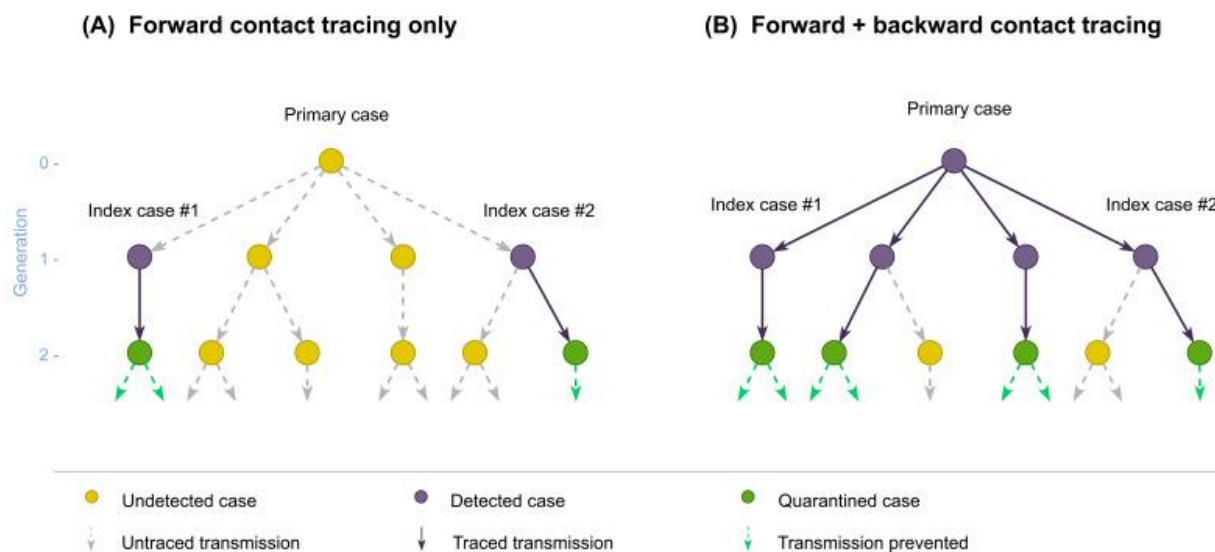 (A) Forward contact tracing only
(B) Forward + backward contact tracing
Primary case
Primary case
0 -
Index case #1
Index case #2
Index case #1
Index case #2
Generation
1 -
2 -
Undetected case
Detected case
Quarantined case
Untraced transmission
Traced transmission
Transmission prevented